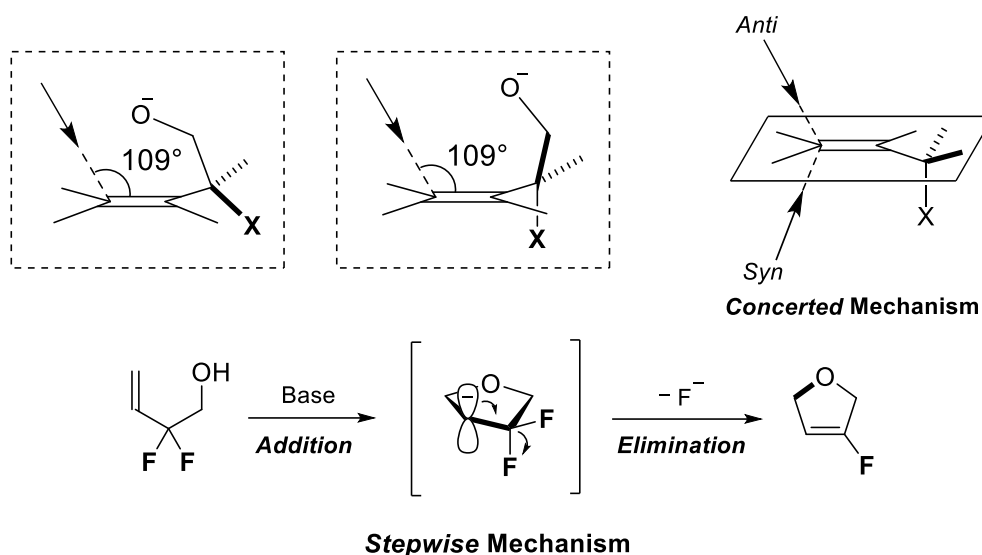 Anti
O⁻
109°
X
O⁻
109°
X
X
Syn
Concerted Mechanism
OH
F F
Base
Addition
O
−
F
F
− F⁻
Elimination
O
F
Stepwise Mechanism